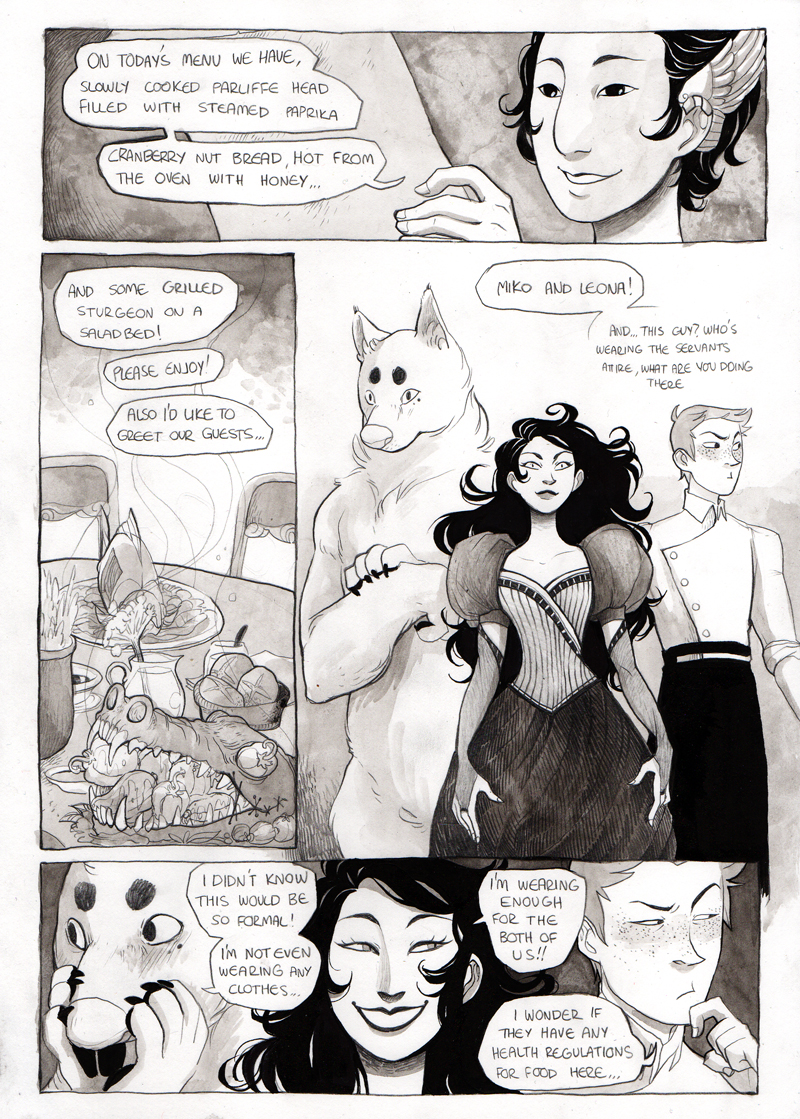 ON TODAY'S MENU WE HAVE,
SLOWLY COOKED PARLIFFE HEAD
FILLED WITH STEAMED PAPRIKA
CRANBERRY NUT BREAD, HOT FROM
THE OVEN WITH HONEY...
AND SOME GRILLED
STURGEON ON A
SALAD BED!
PLEASE ENJOY!
ALSO I'D LIKE TO
GREET OUR GUESTS...
MIKO AND LEONA!
AND... THIS GUY? WHO'S
WEARING THE SERVANTS
ATTIRE, WHAT ARE YOU DOING
THERE
I DIDN'T KNOW
THIS WOULD BE
SO FORMAL!
I'M NOT EVEN
WEARING ANY
CLOTHES...
I'M WEARING
ENOUGH
FOR THE
BOTH OF
US!!
I WONDER IF
THEY HAVE ANY
HEALTH REGULATIONS
FOR FOOD HERE...